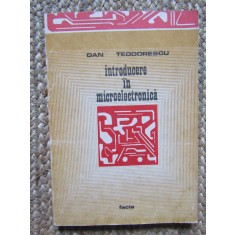 DAN TEODORESCU
introducere
în
microelectronică
facla